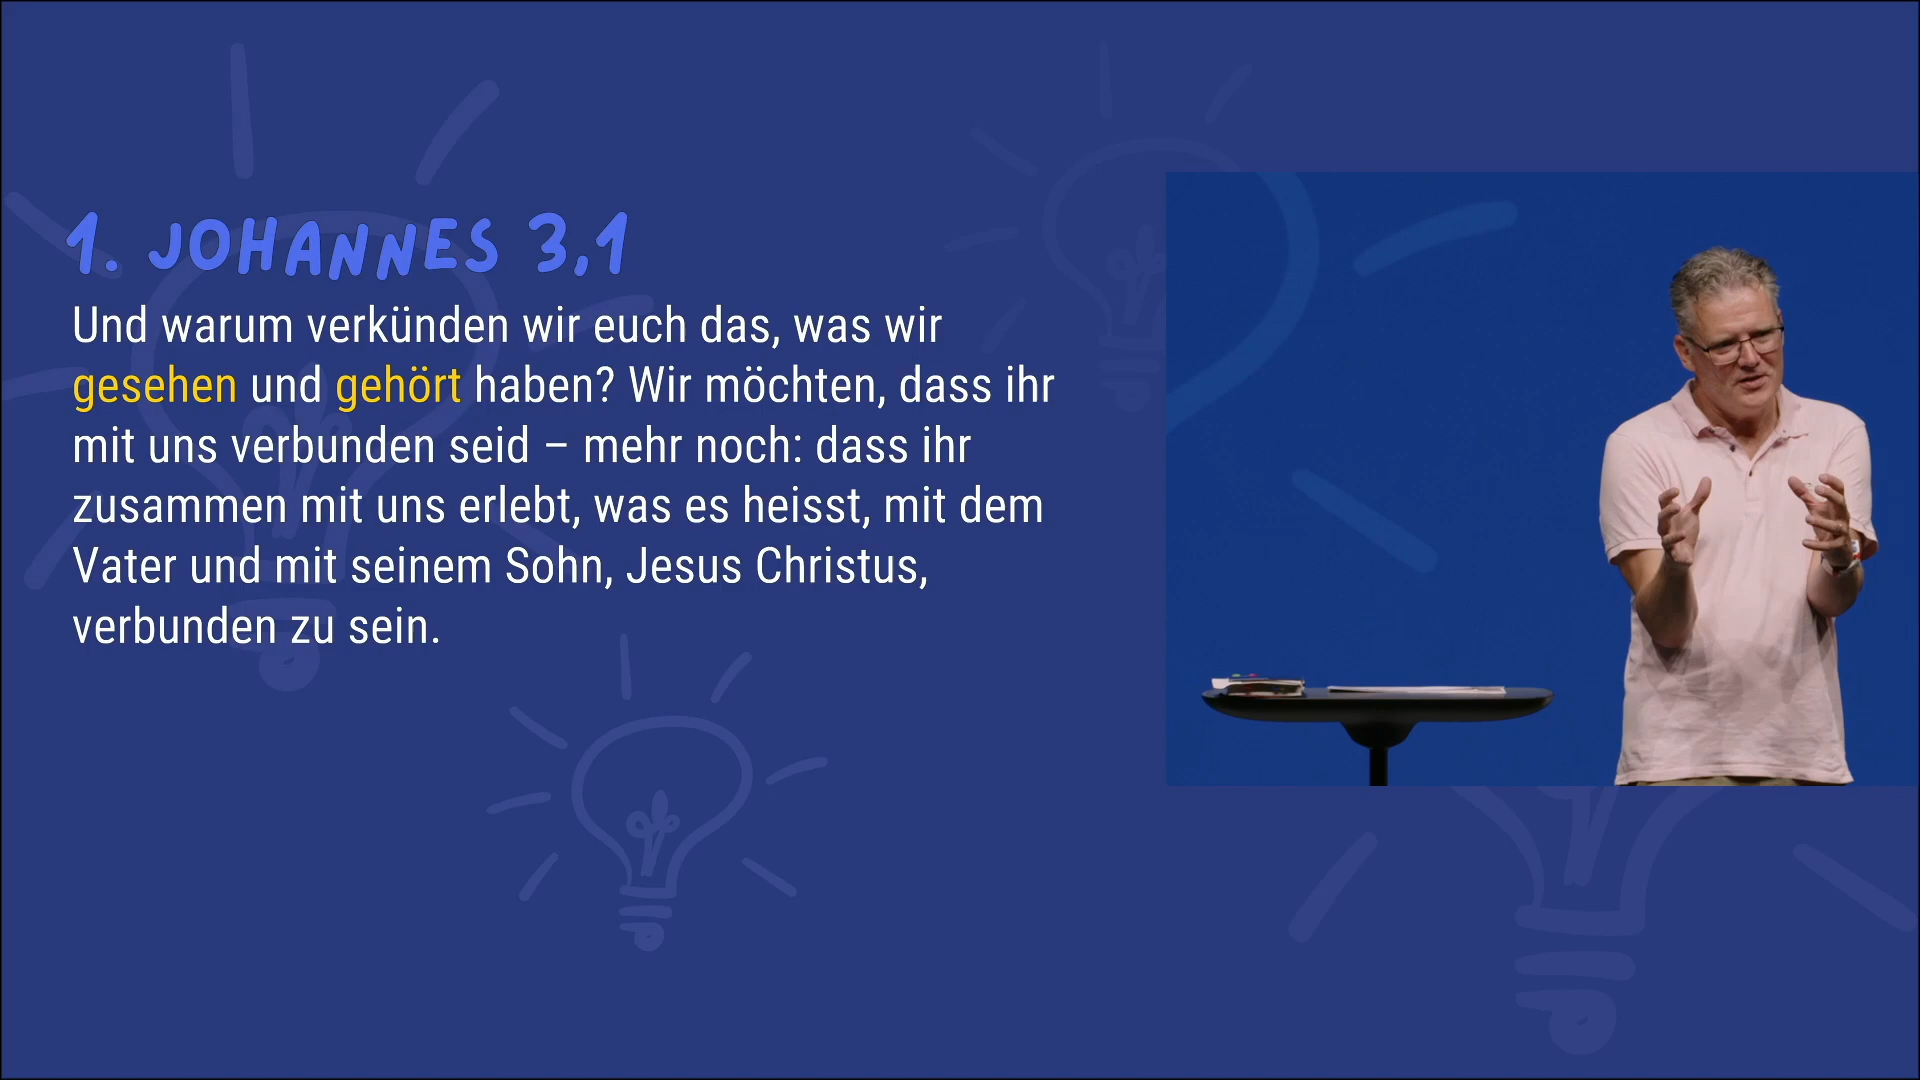 1. JOHANNES 3,1
Und warum verkünden wir euch das, was wir
gesehen und gehört haben? Wir möchten, dass ihr
mit uns verbunden seid – mehr noch: dass ihr
zusammen mit uns erlebt, was es heisst, mit dem
Vater und mit seinem Sohn, Jesus Christus,
verbunden zu sein.